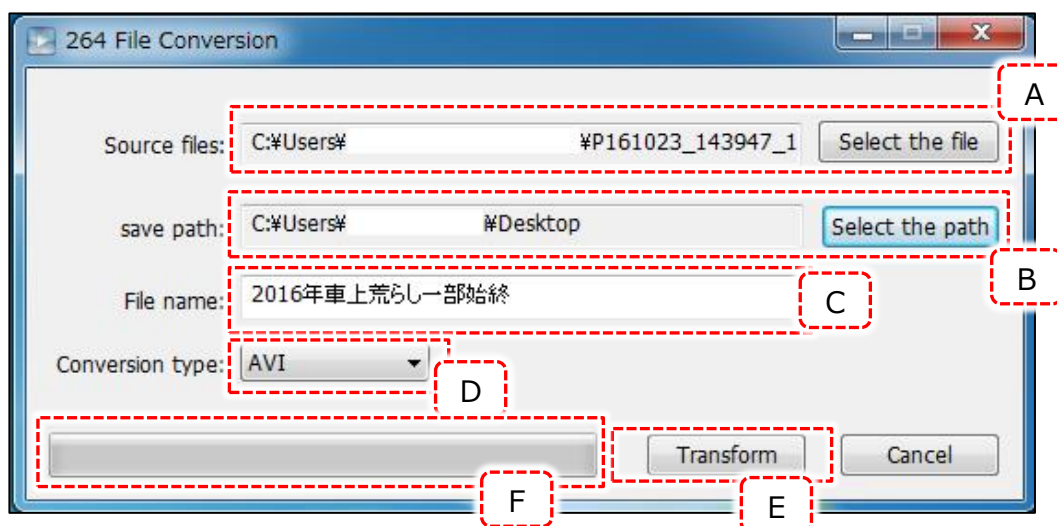 264 File Conversion
A
Source files: C:¥Users¥ ¥P161023_143947_1 Select the file
save path: C:¥Users¥ ¥Desktop Select the path
B
File name: 2016年車上荒らし一部始終
C
Conversion type: AVI
D
Transform Cancel
F E